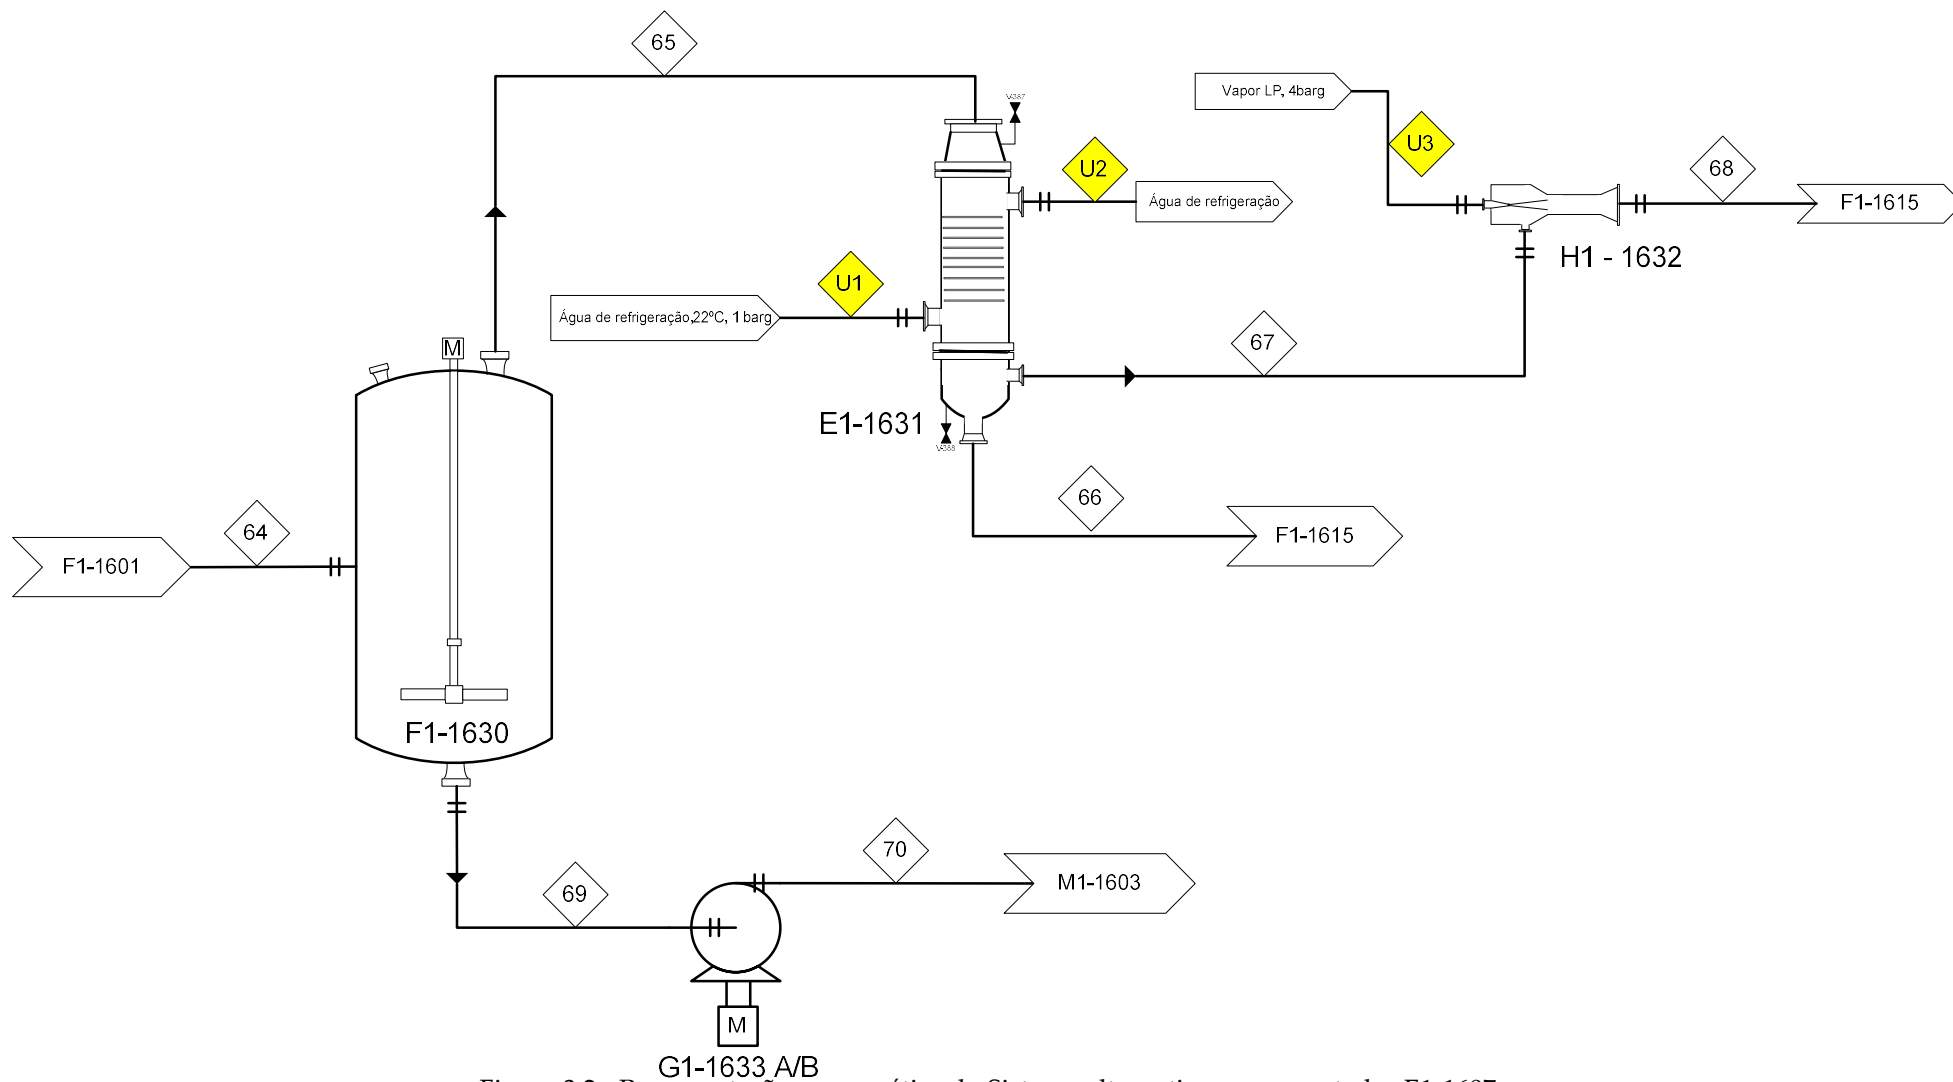 65
V-387
Vapor LP, 4barg
U3
U2
68
Água de refrigeração
F1-1615
H1 - 1632
U1
Água de refrigeração,22ºC, 1 barg
67
M
E1-1631
V-388
66
64
F1-1615
F1-1601
F1-1630
70
69
M1-1603
M
G1-1633 A/B